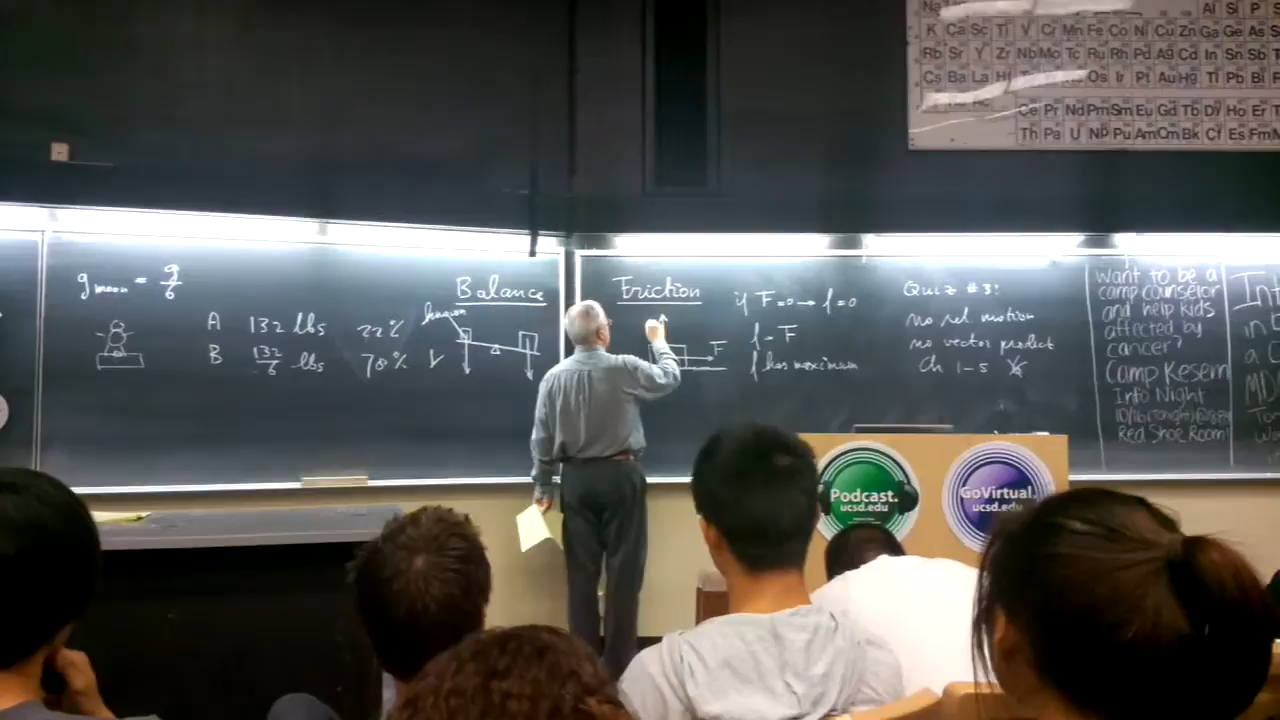 g moon = g/6
A 132 lbs 22%
B 132/6 lbs 78% ✓
Balance
known
Friction
F
if F=0 → f=0
f = F
f has maximum
Quiz #3:
no rel. motion
no vector product
Ch 1-5
want to be a
camp counselor
and help kids
affected by
cancer?
Camp Kesem
Info Night
Red Shoe Room
Podcast.
ucsd.edu
GoVirtual.
ucsd.edu
Al Si P
K Ca Sc Ti V Cr Mn Fe Co Ni Cu Zn Ga Ge As
Rb Sr Y Zr Nb Mo Tc Ru Rh Pd Ag Cd In Sn Sb
Cs Ba La Os Ir Pt Au Hg Tl Pb Bi
Ce Pr Nd Pm Sm Eu Gd Tb Dy Ho Er
Th Pa U Np Pu Am Cm Bk Cf Es Fm